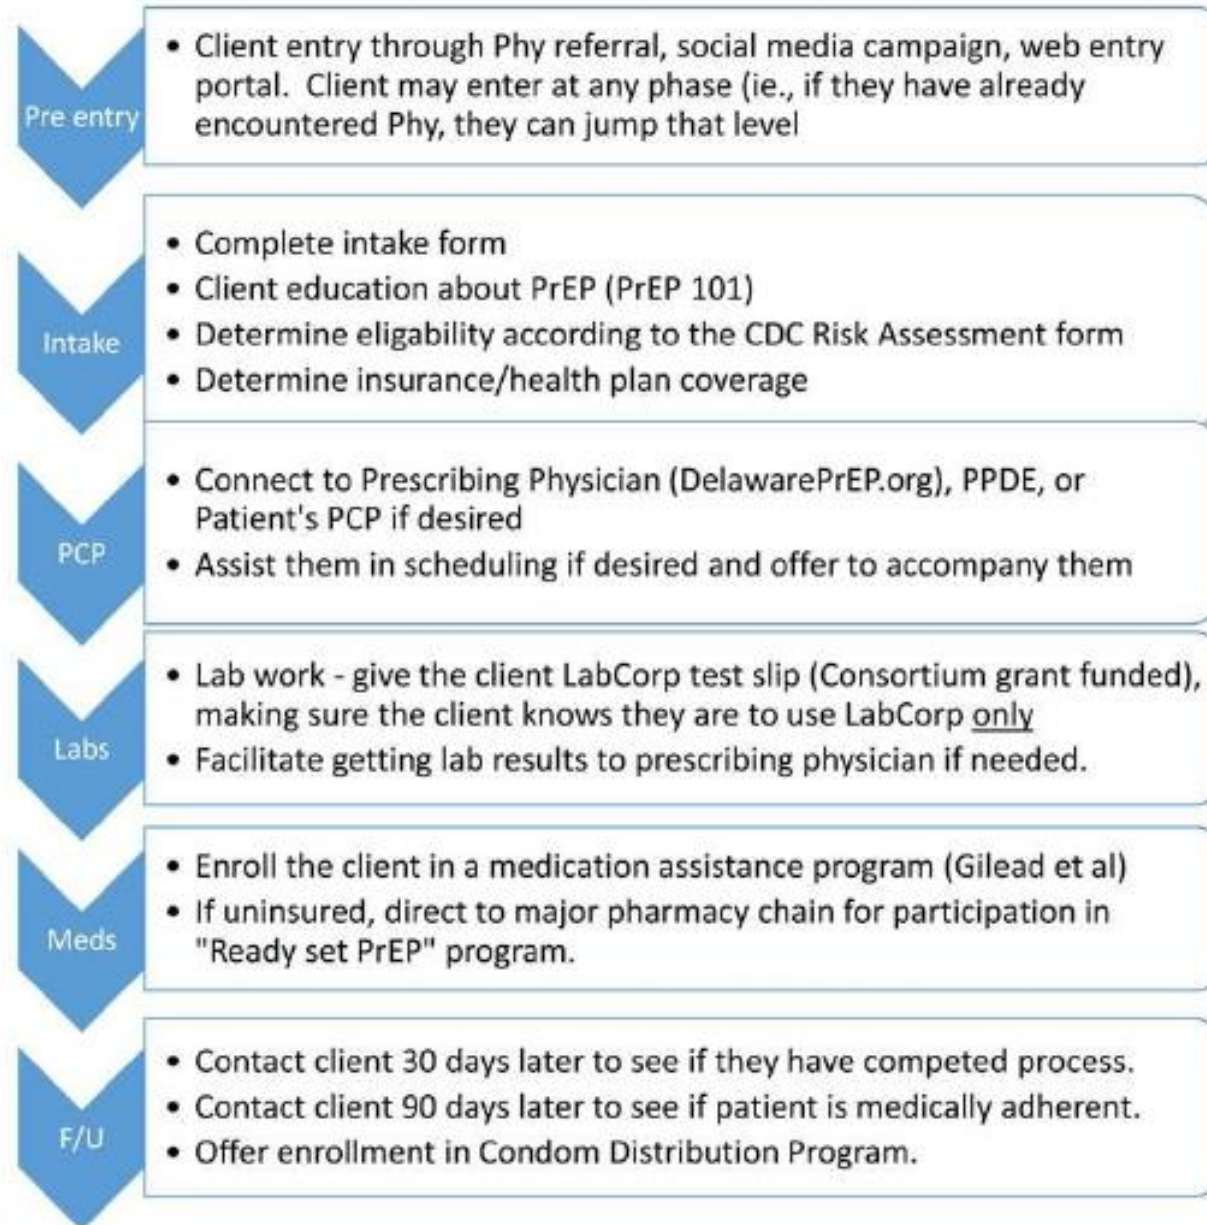 Pre entry
• Client entry through Phy referral, social media campaign, web entry
portal.  Client may enter at any phase (ie., if they have already
encountered Phy, they can jump that level
Intake
• Complete intake form
• Client education about PrEP (PrEP 101)
• Determine eligability according to the CDC Risk Assessment form
• Determine insurance/health plan coverage
PCP
• Connect to Prescribing Physician (DelawarePrEP.org), PPDE, or
Patient's PCP if desired
• Assist them in scheduling if desired and offer to accompany them
Labs
• Lab work - give the client LabCorp test slip (Consortium grant funded),
making sure the client knows they are to use LabCorp only
• Facilitate getting lab results to prescribing physician if needed.
Meds
• Enroll the client in a medication assistance program (Gilead et al)
• If uninsured, direct to major pharmacy chain for participation in
"Ready set PrEP" program.
F/U
• Contact client 30 days later to see if they have competed process.
• Contact client 90 days later to see if patient is medically adherent.
• Offer enrollment in Condom Distribution Program.